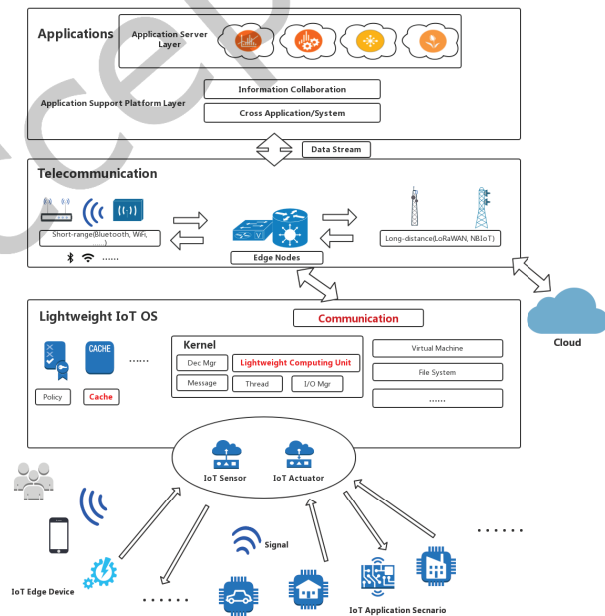 Applications
Application Server
Layer
Application Support Platform Layer
Information Collaboration
Cross Application/System
Data Stream
Telecommunication
Short-range(Bluetooth, WiFi,
......)
......
Edge Nodes
Long-distance(LoRaWAN, NBIoT)
Cloud
Lightweight IoT OS
Communication
CACHE
......
Policy
Cache
Kernel
Dec Mgr
Lightweight Computing Unit
Message
Thread
I/O Mgr
Virtual Machine
File System
......
IoT Sensor
IoT Actuator
Signal
......
IoT Edge Device
......
IoT Application Secnario